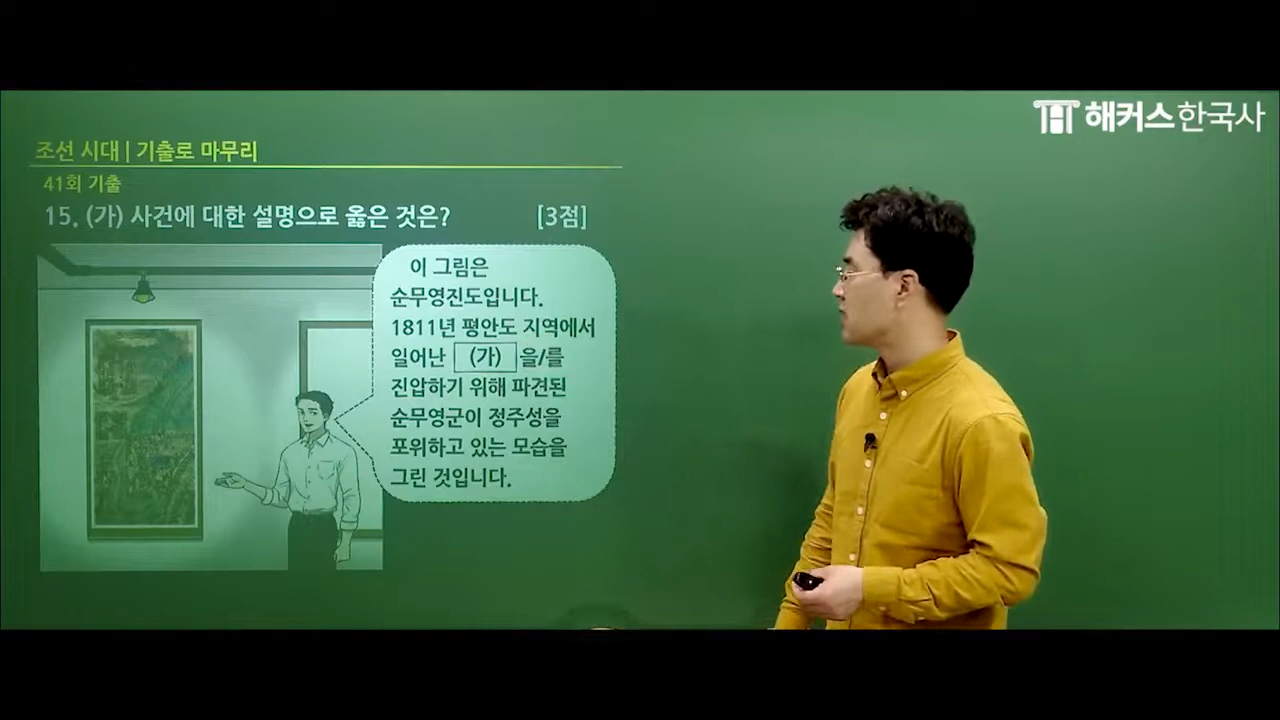 해커스한국사
조선 시대 | 기출로 마무리
41회 기출
15. (가) 사건에 대한 설명으로 옳은 것은? [3점]
이 그림은
순무영진도입니다.
1811년 평안도 지역에서
일어난 (가) 을/를
진압하기 위해 파견된
순무영군이 정주성을
포위하고 있는 모습을
그린 것입니다.